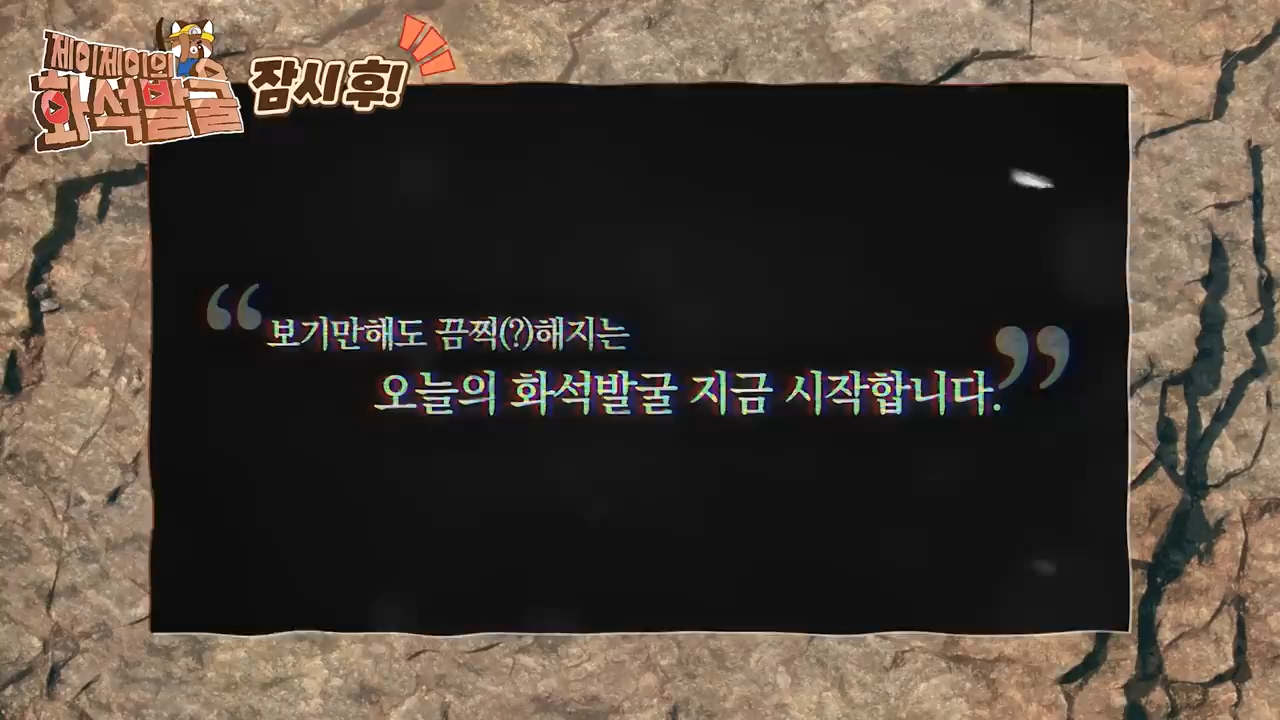 제이제이의
화석발굴
잠시 후!
“보기만해도 끔찍(?)해지는
오늘의 화석발굴 지금 시작합니다.”